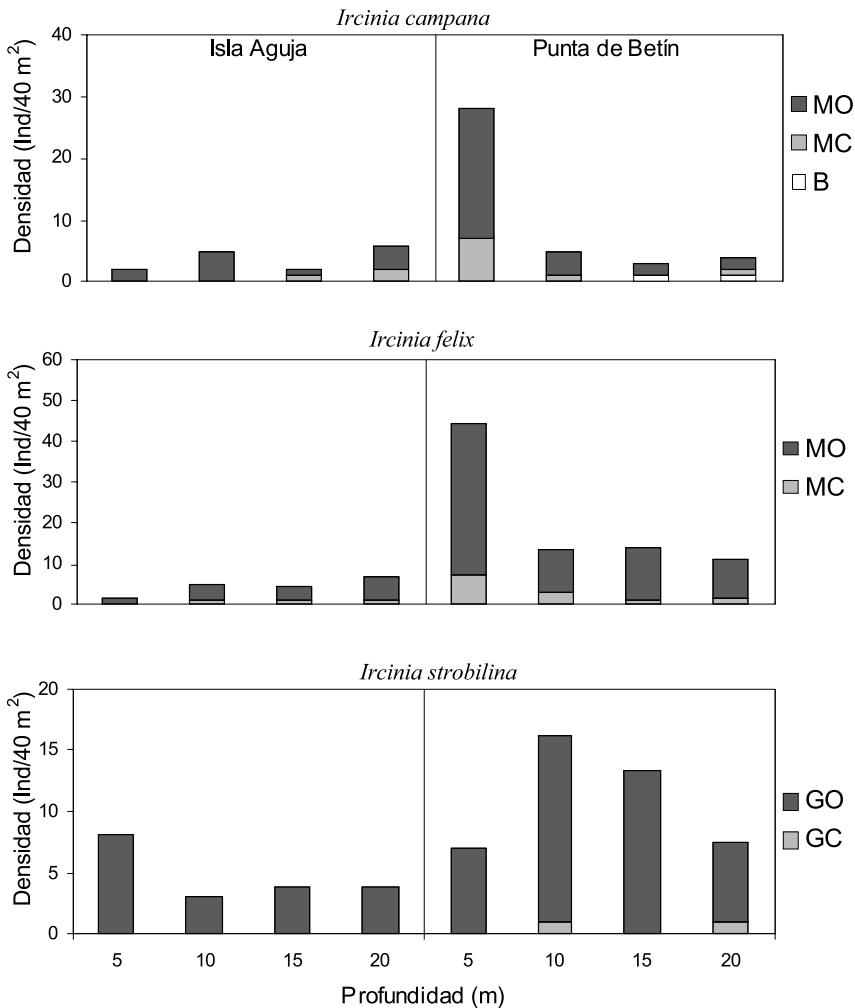 Ircinia campana
Isla Aguja
Punta de Betín
Densidad (Ind/40 m²)
40
30
20
10
0
MO
MC
B
Ircinia felix
Densidad (Ind/40 m²)
60
50
40
30
20
10
0
MO
MC
Ircinia strobilina
Densidad (Ind/40 m²)
20
15
10
5
0
GO
GC
5 10 15 20 5 10 15 20
Profundidad (m)